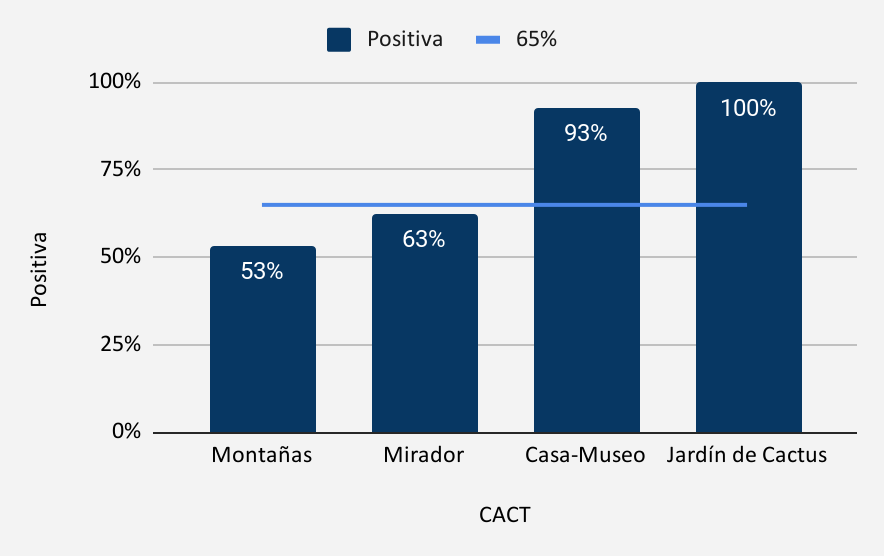 Positiva 65%
100%
75%
50%
25%
0%
Positiva
53%
63%
93%
100%
Montañas Mirador Casa-Museo Jardín de Cactus
CACT